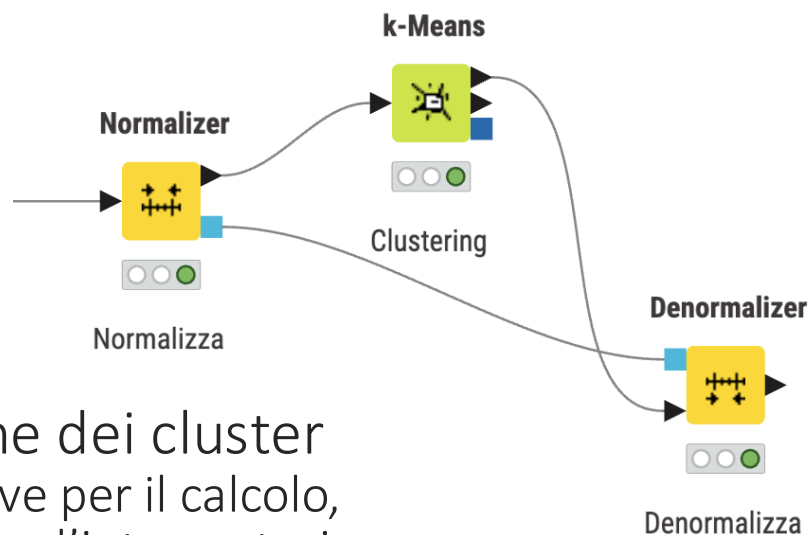 k-Means
Normalizer
Clustering
Denormalizer
Normalizza
ne dei cluster
ve per il calcolo,
Denormalizza